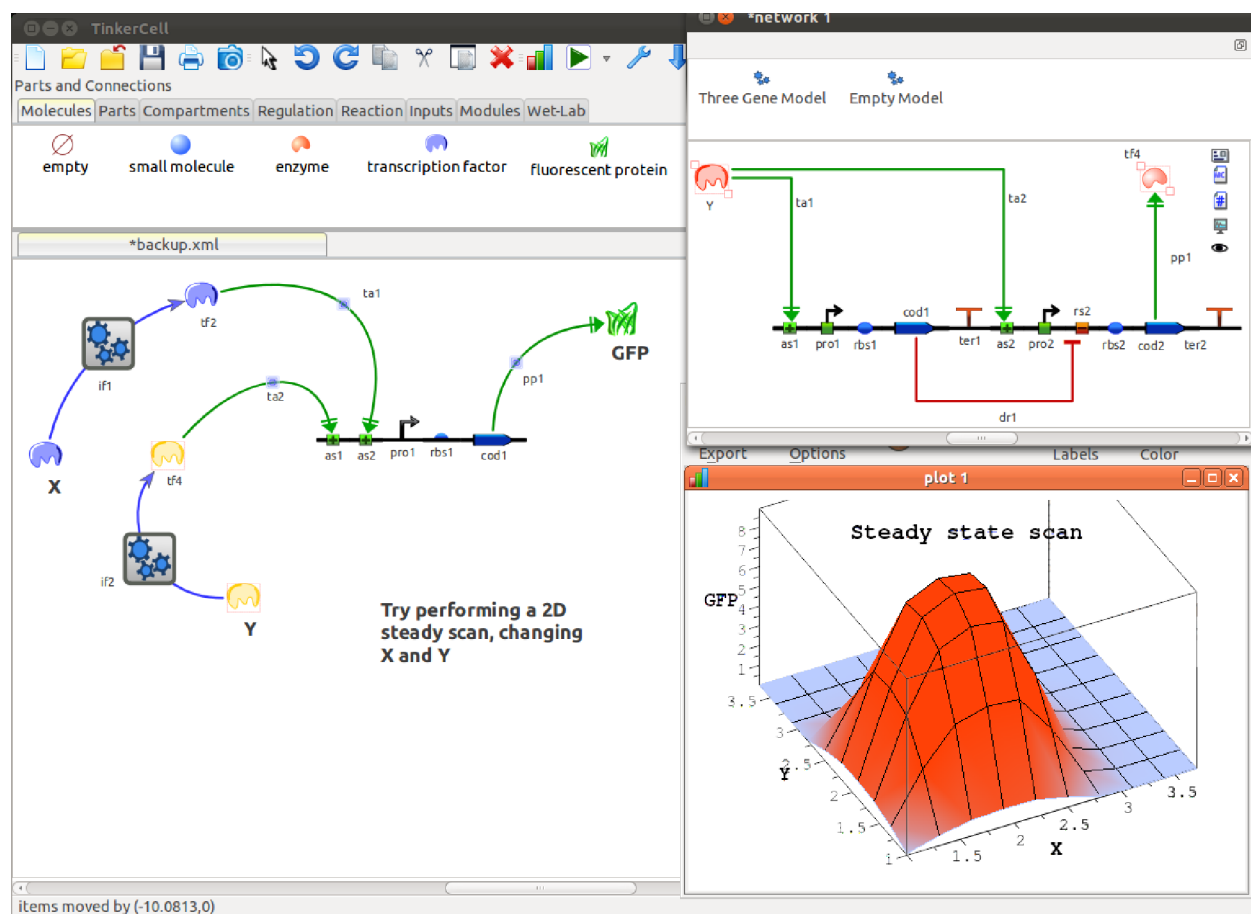 TinkerCell
Parts and Connections
Molecules Parts Compartments Regulation Reaction Inputs Modules Wet-Lab
empty small molecule enzyme transcription factor fluorescent protein
*backup.xml
ta1
tf2
if1
GFP
pp1
ta2
as1 as2 pro1 rbs1 cod1
X
tf4
if2
Y
Try performing a 2D
steady scan, changing
X and Y
items moved by (-10.0813,0)
*network 1
Three Gene Model Empty Model
tf4
ABC
#
Y
ta1
ta2
pp1
cod1
rs2
as1 pro1 rbs1 ter1 as2 pro2 rbs2 cod2 ter2
dr1
Export Options Labels Color
plot 1
Steady state scan
GFP
8
7
6
5
4
3
2
1
3.5
3
2.5
2
1.5
1
Y
1.5
2
2.5
3
3.5
X